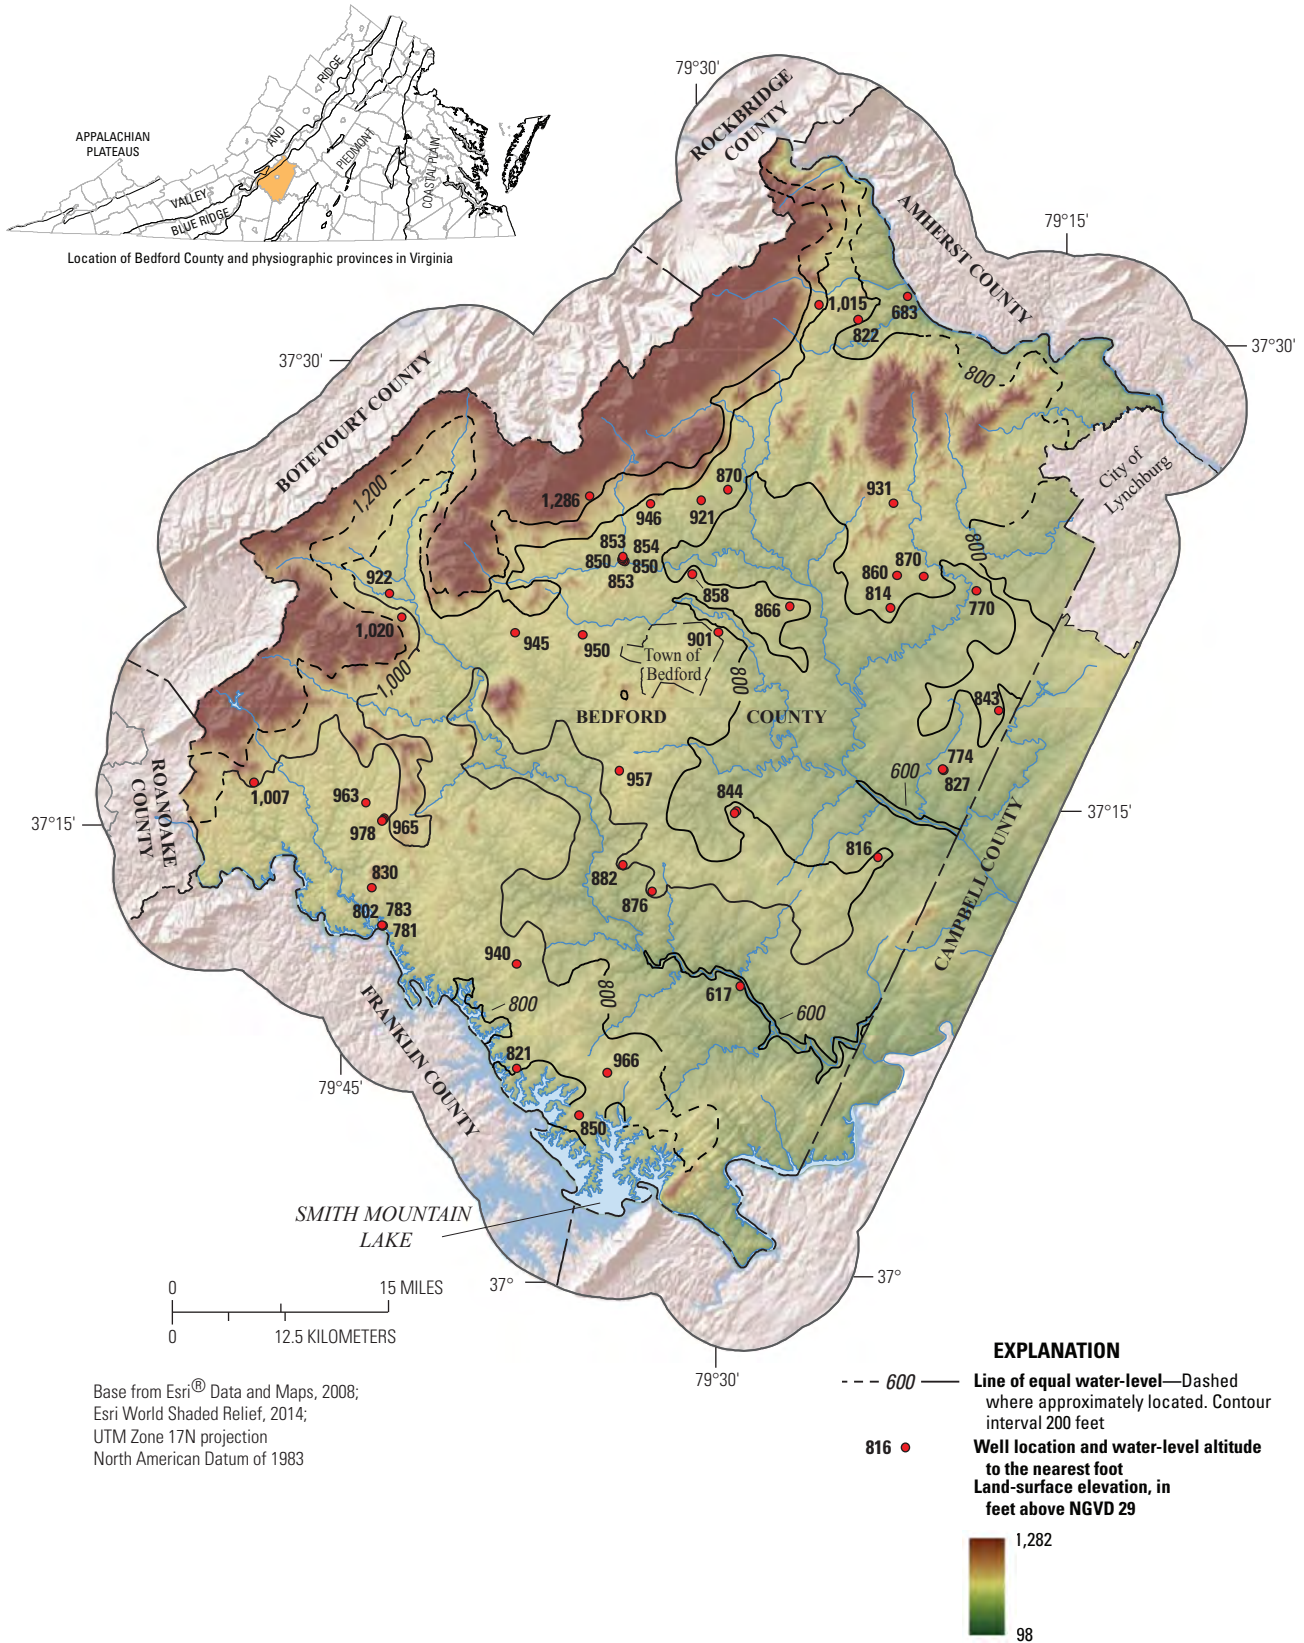 APPALACHIAN
PLATEAUS
VALLEY
AND
RIDGE
BLUE RIDGE
PIEDMONT
COASTAL PLAIN
Location of Bedford County and physiographic provinces in Virginia
79°30'
79°15'
37°30'
37°30'
ROCKBRIDGE
COUNTY
AMHERST COUNTY
BOTETOURT COUNTY
City of
Lynchburg
1,015
822
683
800
1,200
1,286
870
946
921
931
853
854
850
850
853
800
922
858
866
860
870
814
770
1,020
945
950
901
Town of
Bedford
1,000
800
BEDFORD
COUNTY
843
ROANOAKE
COUNTY
1,007
963
978
965
957
844
600
774
827
37°15'
37°15'
816
CAMPBELL COUNTY
830
882
876
802
783
781
940
800
800
617
600
FRANKLIN COUNTY
821
966
79°45'
850
SMITH MOUNTAIN
LAKE
37°
37°
79°30'
0
15 MILES
0
12.5 KILOMETERS
Base from Esri® Data and Maps, 2008;
Esri World Shaded Relief, 2014;
UTM Zone 17N projection
North American Datum of 1983
EXPLANATION
600
Line of equal water-level—Dashed
where approximately located. Contour
interval 200 feet
816
Well location and water-level altitude
to the nearest foot
Land-surface elevation, in
feet above NGVD 29
1,282
98